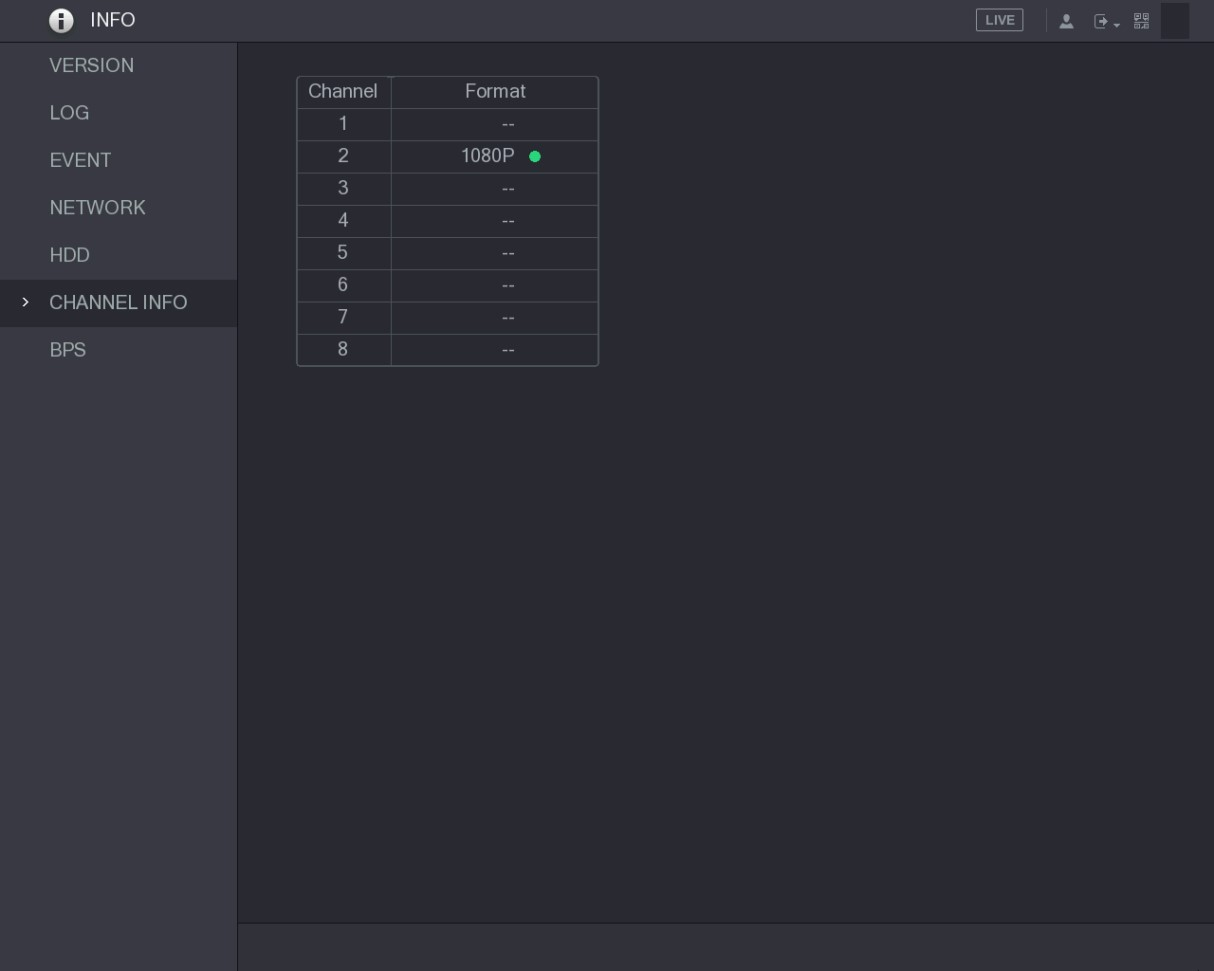 INFO
LIVE
VERSION
LOG
EVENT
NETWORK
HDD
CHANNEL INFO
BPS
Channel Format
1 --
2 1080P
3 --
4 --
5 --
6 --
7 --
8 --